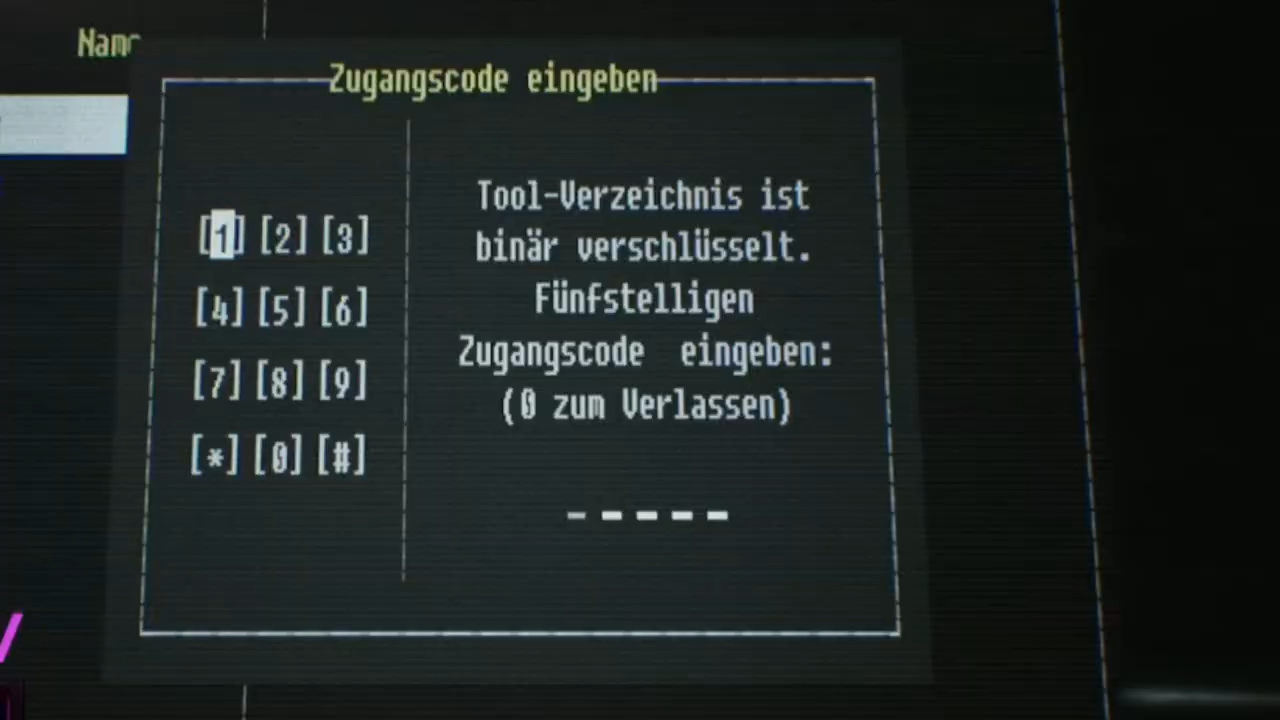 Name
Zugangscode eingeben
[1] [2] [3]
[4] [5] [6]
[7] [8] [9]
[*] [0] [#]
Tool-Verzeichnis ist
binär verschlüsselt.
Fünfstelligen
Zugangscode  eingeben:
(0 zum Verlassen)
_ _ _ _ _
/